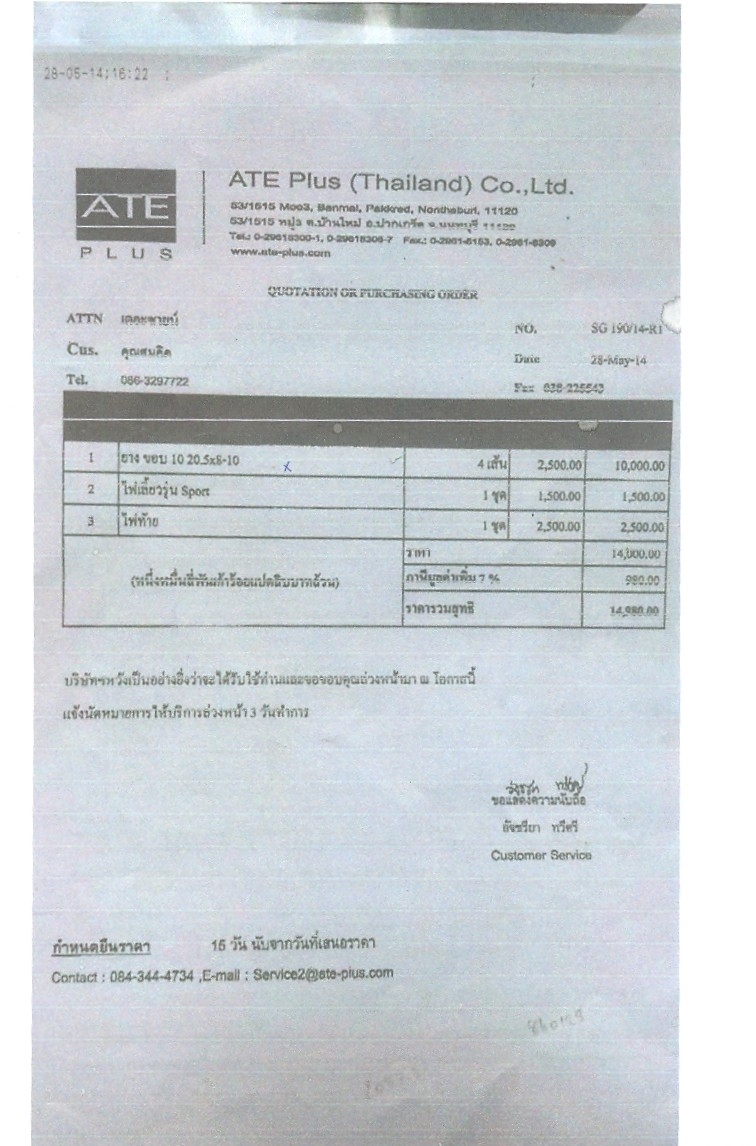 28-05-14;16:22 ;
ATE
PLUS
ATE Plus (Thailand) Co.,Ltd.
53/1515 Moo3, Banmai, Pakkred, Nonthaburi, 11120
53/1515 หมู่3 ต.บ้านใหม่ อ.ปากเกร็ด จ.นนทบุรี 11120
Tel.: 0-29618300-1, 0-29618306-7 Fax.: 0-2961-8153, 0-2961-8309
www.ate-plus.com
QUOTATION OR PURCHASING ORDER
ATTN
NO. SG 190/14-R1
Cus. คุณสมคิด
Date 28-May-14
Tel. 086-3297722
Fax 038-225543
1 ยาง ขอบ 10 20.5x8-10 x 4 เส้น 2,500.00 10,000.00
2 ไฟเลี้ยวรุ่น Sport 1 ชุด 1,500.00 1,500.00
3 ไฟท้าย 1 ชุด 2,500.00 2,500.00
ราคา 14,000.00
(หนึ่งหมื่นสี่พันเก้าร้อยแปดสิบบาทถ้วน) ภาษีมูลค่าเพิ่ม 7 % 980.00
ราคารวมสุทธิ 14,980.00
บริษัทฯหวังเป็นอย่างยิ่งว่าจะได้รับใช้ท่านและขอขอบคุณล่วงหน้ามา ณ โอกาสนี้
แจ้งนัดหมายการให้บริการล่วงหน้า 3 วันทำการ
ขอแสดงความนับถือ
อัจฉรียา ทวีศรี
Customer Service
กำหนดยืนราคา 15 วัน นับจากวันที่เสนอราคา
Contact : 084-344-4734 ,E-mail : Service2@ate-plus.com